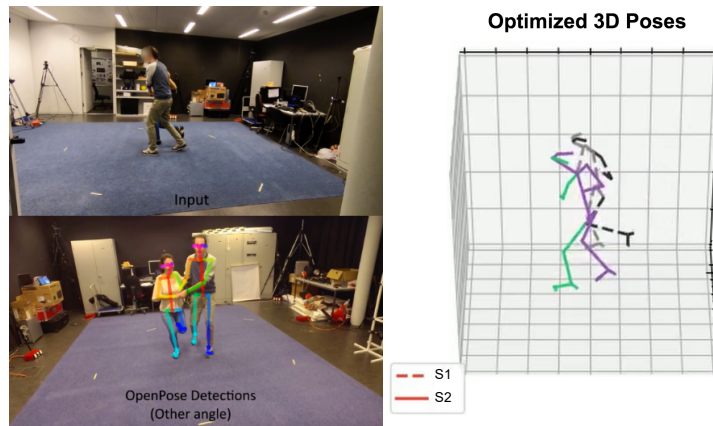 Input
OpenPose Detections
(Other angle)
Optimized 3D Poses
S1
S2